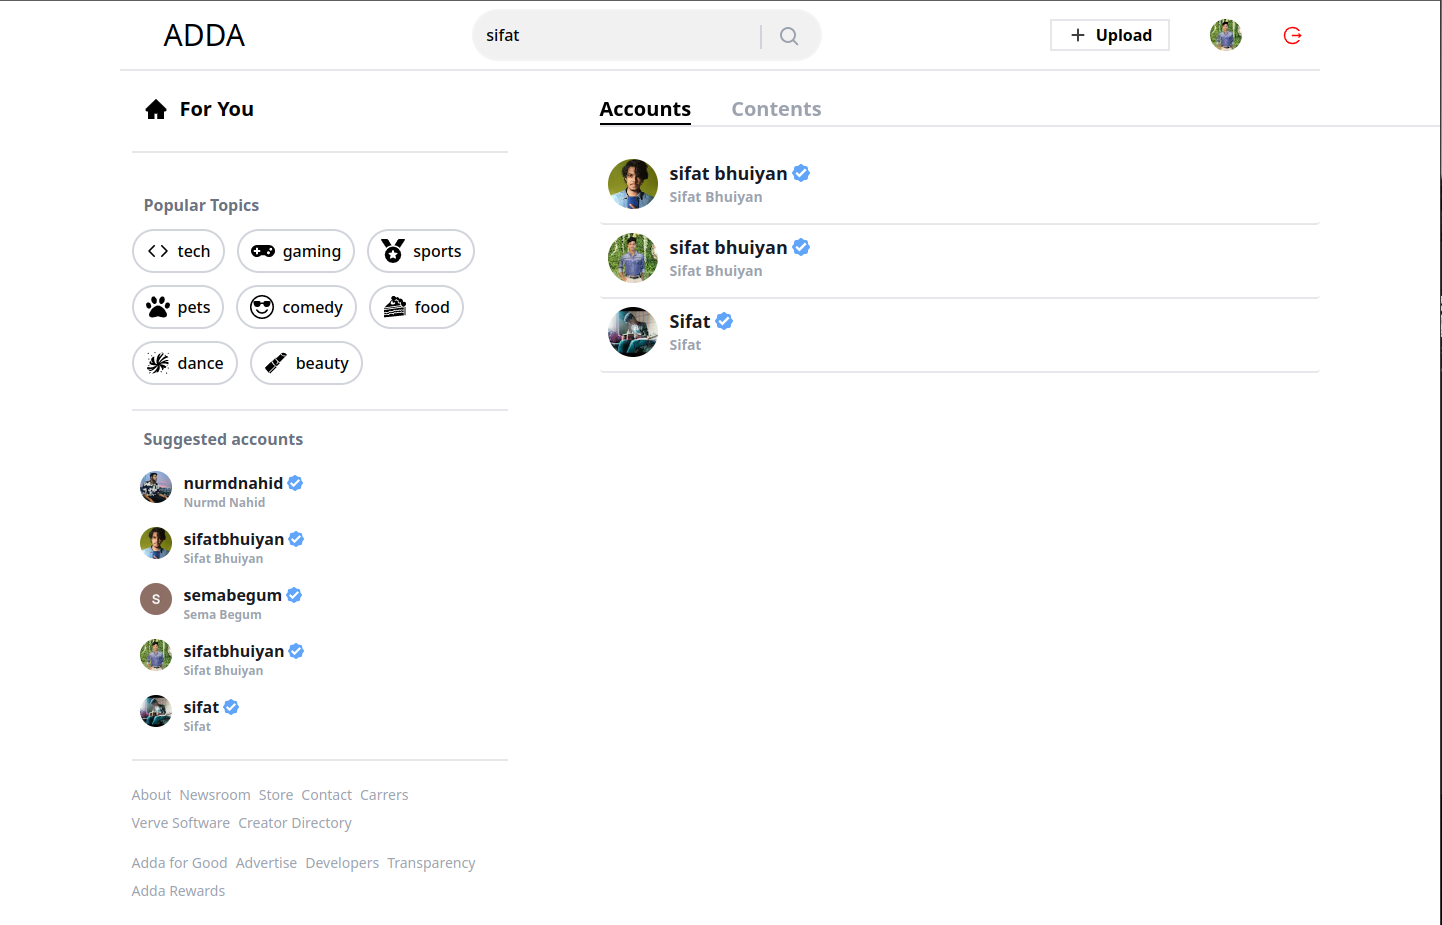 ADDA
sifat
Upload
For You
Accounts Contents
sifat bhuiyan
Sifat Bhuiyan
sifat bhuiyan
Sifat Bhuiyan
Sifat
Sifat
Popular Topics
tech gaming sports
pets comedy food
dance beauty
Suggested accounts
nurmdnahid
Nurmd Nahid
sifatbhuiyan
Sifat Bhuiyan
S
semabegum
Sema Begum
sifatbhuiyan
Sifat Bhuiyan
sifat
Sifat
About Newsroom Store Contact Carrers
Verve Software Creator Directory
Adda for Good Advertise Developers Transparency
Adda Rewards